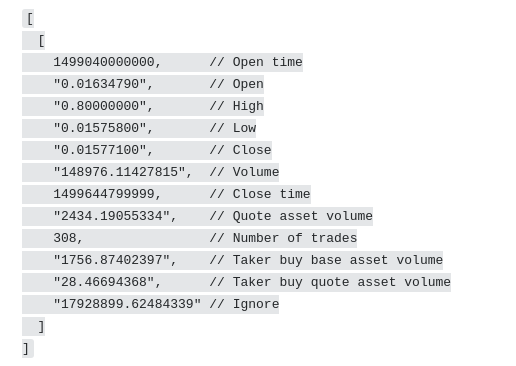 [
  [
    1499040000000,      // Open time
    "0.01634790",       // Open
    "0.80000000",       // High
    "0.01575800",       // Low
    "0.01577100",       // Close
    "148976.11427815",  // Volume
    1499644799999,      // Close time
    "2434.19055334",    // Quote asset volume
    308,                // Number of trades
    "1756.87402397",    // Taker buy base asset volume
    "28.46694368",      // Taker buy quote asset volume
    "17928899.62484339" // Ignore
  ]
]